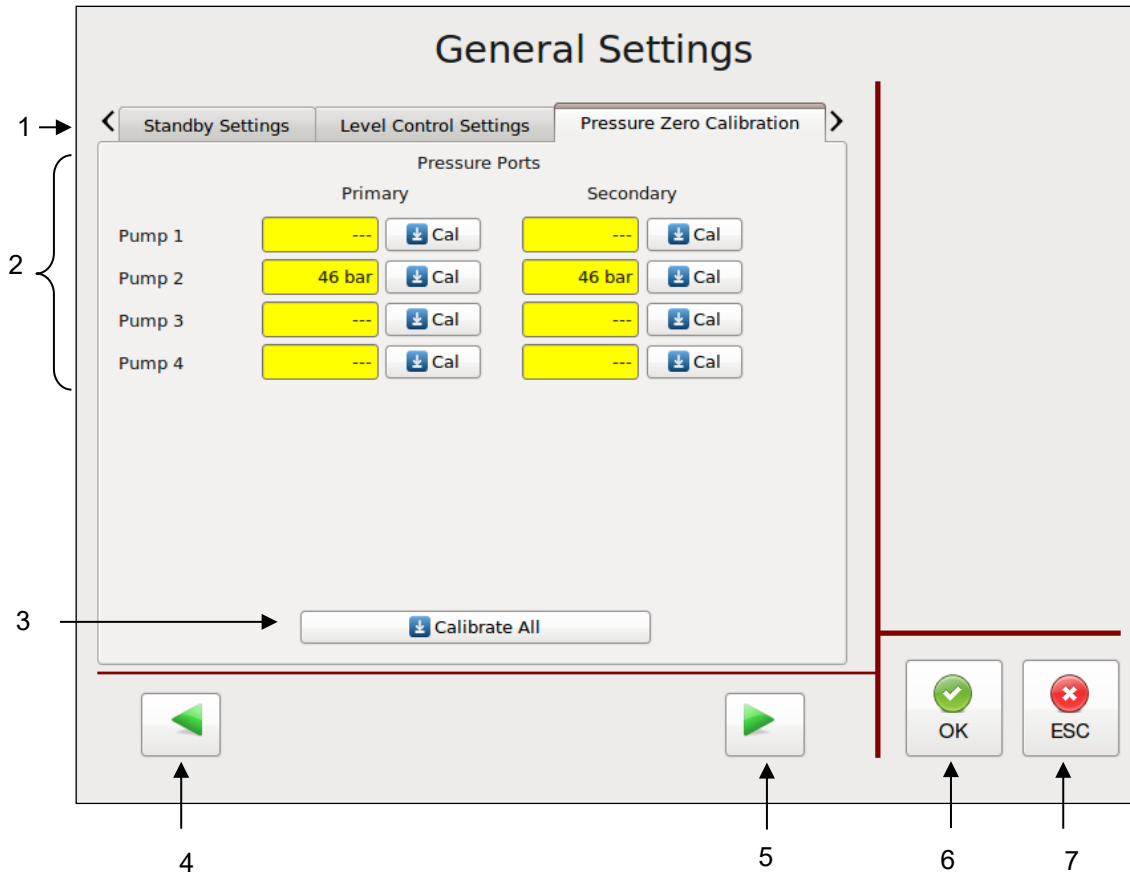 General Settings
1 Standby Settings Level Control Settings Pressure Zero Calibration
Pressure Ports
Primary Secondary
Pump 1 --- Cal --- Cal
2 Pump 2 46 bar Cal 46 bar Cal
Pump 3 --- Cal --- Cal
Pump 4 --- Cal --- Cal
3 Calibrate All
OK ESC
4 5 6 7